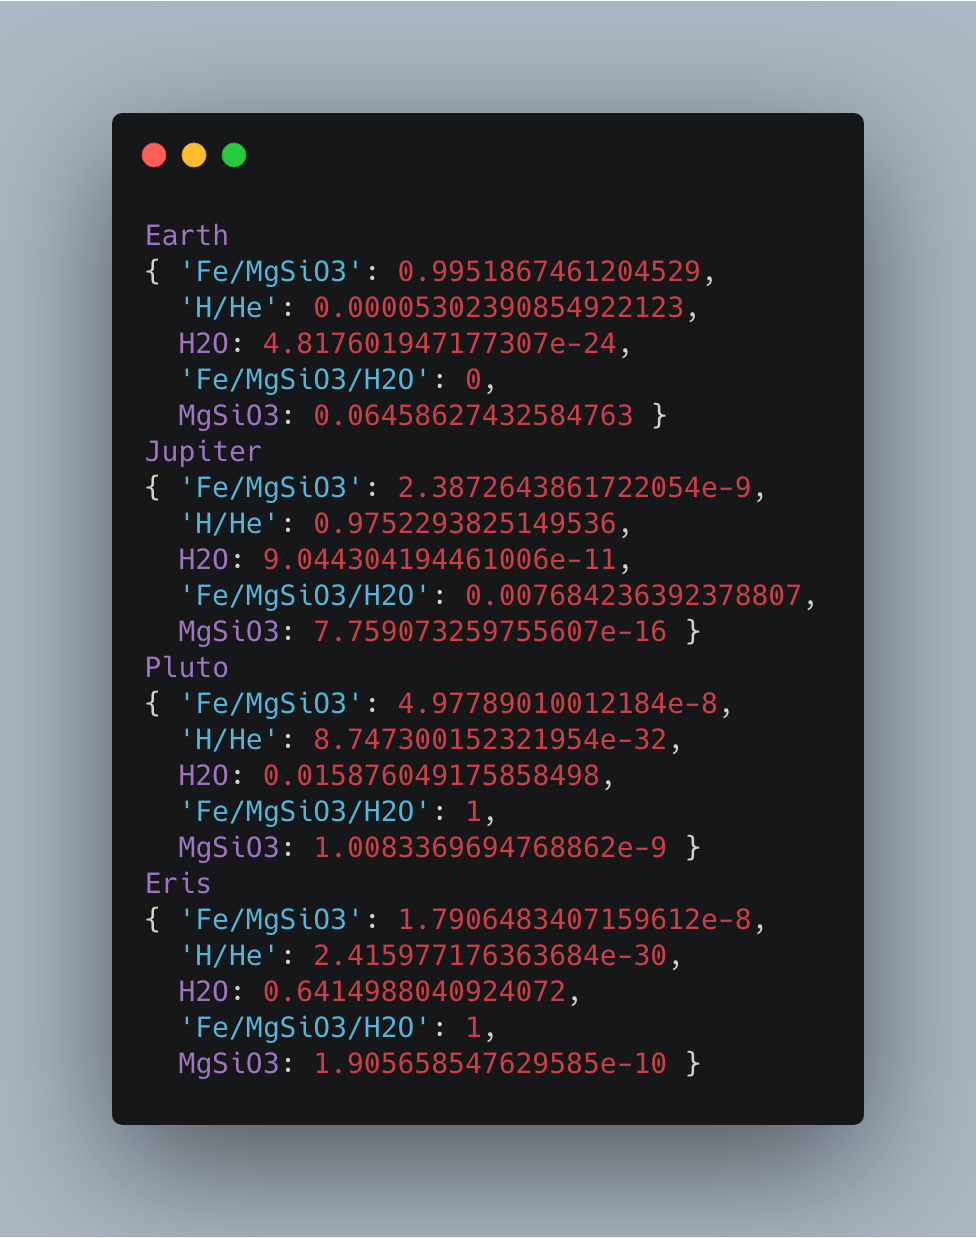 Earth
{ 'Fe/MgSiO3': 0.9951867461204529,
'H/He': 0.00005302390854922123,
H2O: 4.817601947177307e-24,
'Fe/MgSiO3/H2O': 0,
MgSiO3: 0.06458627432584763 }
Jupiter
{ 'Fe/MgSiO3': 2.3872643861722054e-9,
'H/He': 0.9752293825149536,
H2O: 9.044304194461006e-11,
'Fe/MgSiO3/H2O': 0.007684236392378807,
MgSiO3: 7.759073259755607e-16 }
Pluto
{ 'Fe/MgSiO3': 4.97789010012184e-8,
'H/He': 8.747300152321954e-32,
H2O: 0.015876049175858498,
'Fe/MgSiO3/H2O': 1,
MgSiO3: 1.0083369694768862e-9 }
Eris
{ 'Fe/MgSiO3': 1.7906483407159612e-8,
'H/He': 2.415977176363684e-30,
H2O: 0.6414988040924072,
'Fe/MgSiO3/H2O': 1,
MgSiO3: 1.905658547629585e-10 }